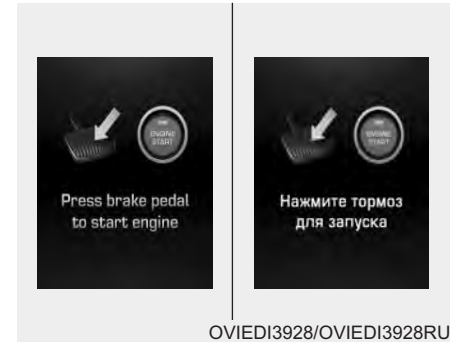 ENGINE
START
Press brake pedal
to start engine
ENGINE
START
Нажмите тормоз
для запуска
OVIEDI3928/OVIEDI3928RU